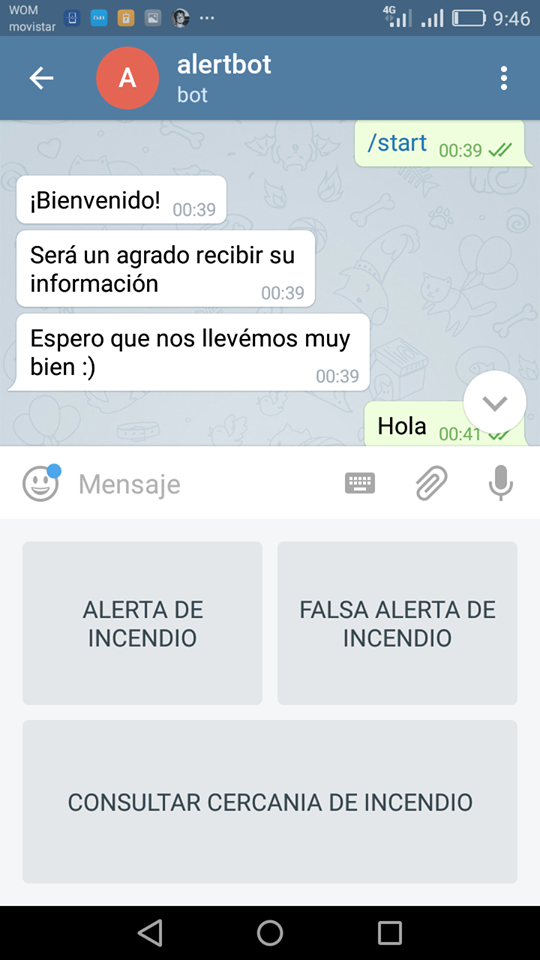 WOM
movistar
4G
9:46
A
alertbot
bot
/start 00:39
¡Bienvenido! 00:39
Será un agrado recibir su
información 00:39
Espero que nos llevémos muy
bien :) 00:39
Hola 00:41
Mensaje
ALERTA DE
INCENDIO
FALSA ALERTA DE
INCENDIO
CONSULTAR CERCANIA DE INCENDIO